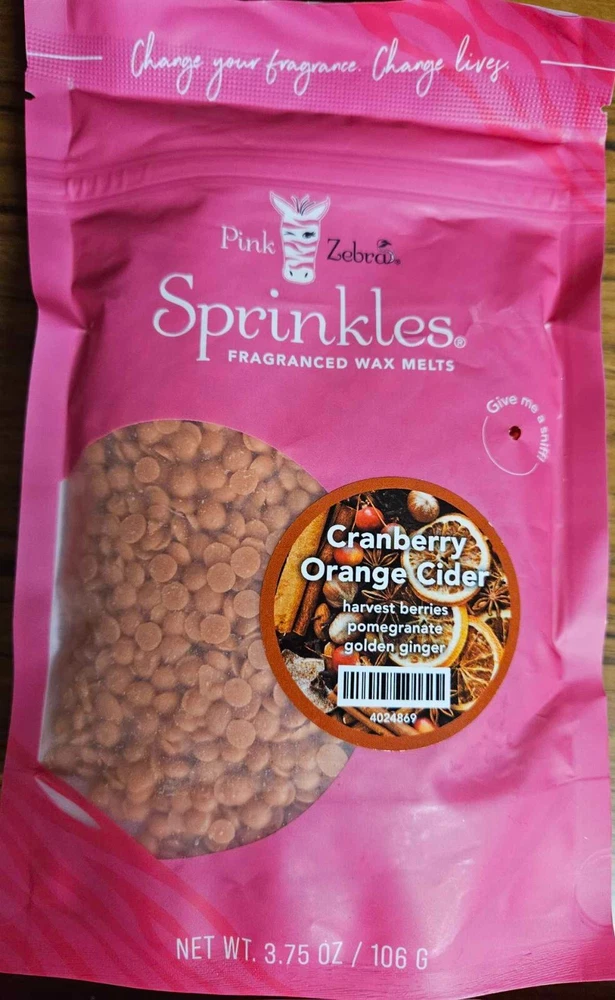 Change your fragrance. Change lives.
Pink Zebra®
Sprinkles®
FRAGRANCED WAX MELTS
Give me a sniff!
Cranberry
Orange Cider
harvest berries
pomegranate
golden ginger
4024869
NET WT. 3.75 OZ / 106 G